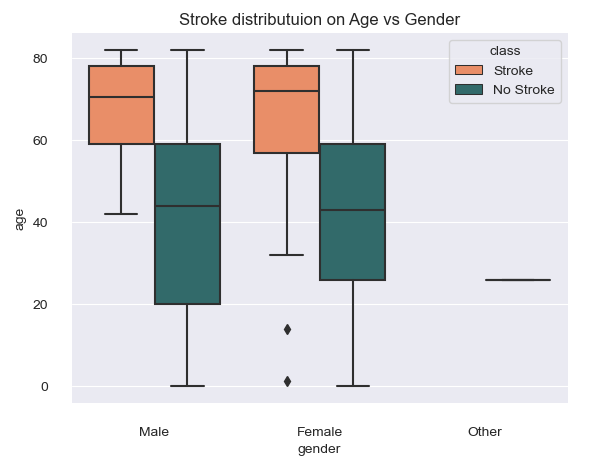 Stroke distributuion on Age vs Gender
class
Stroke
No Stroke
80
60
40
20
0
age
Male Female Other
gender